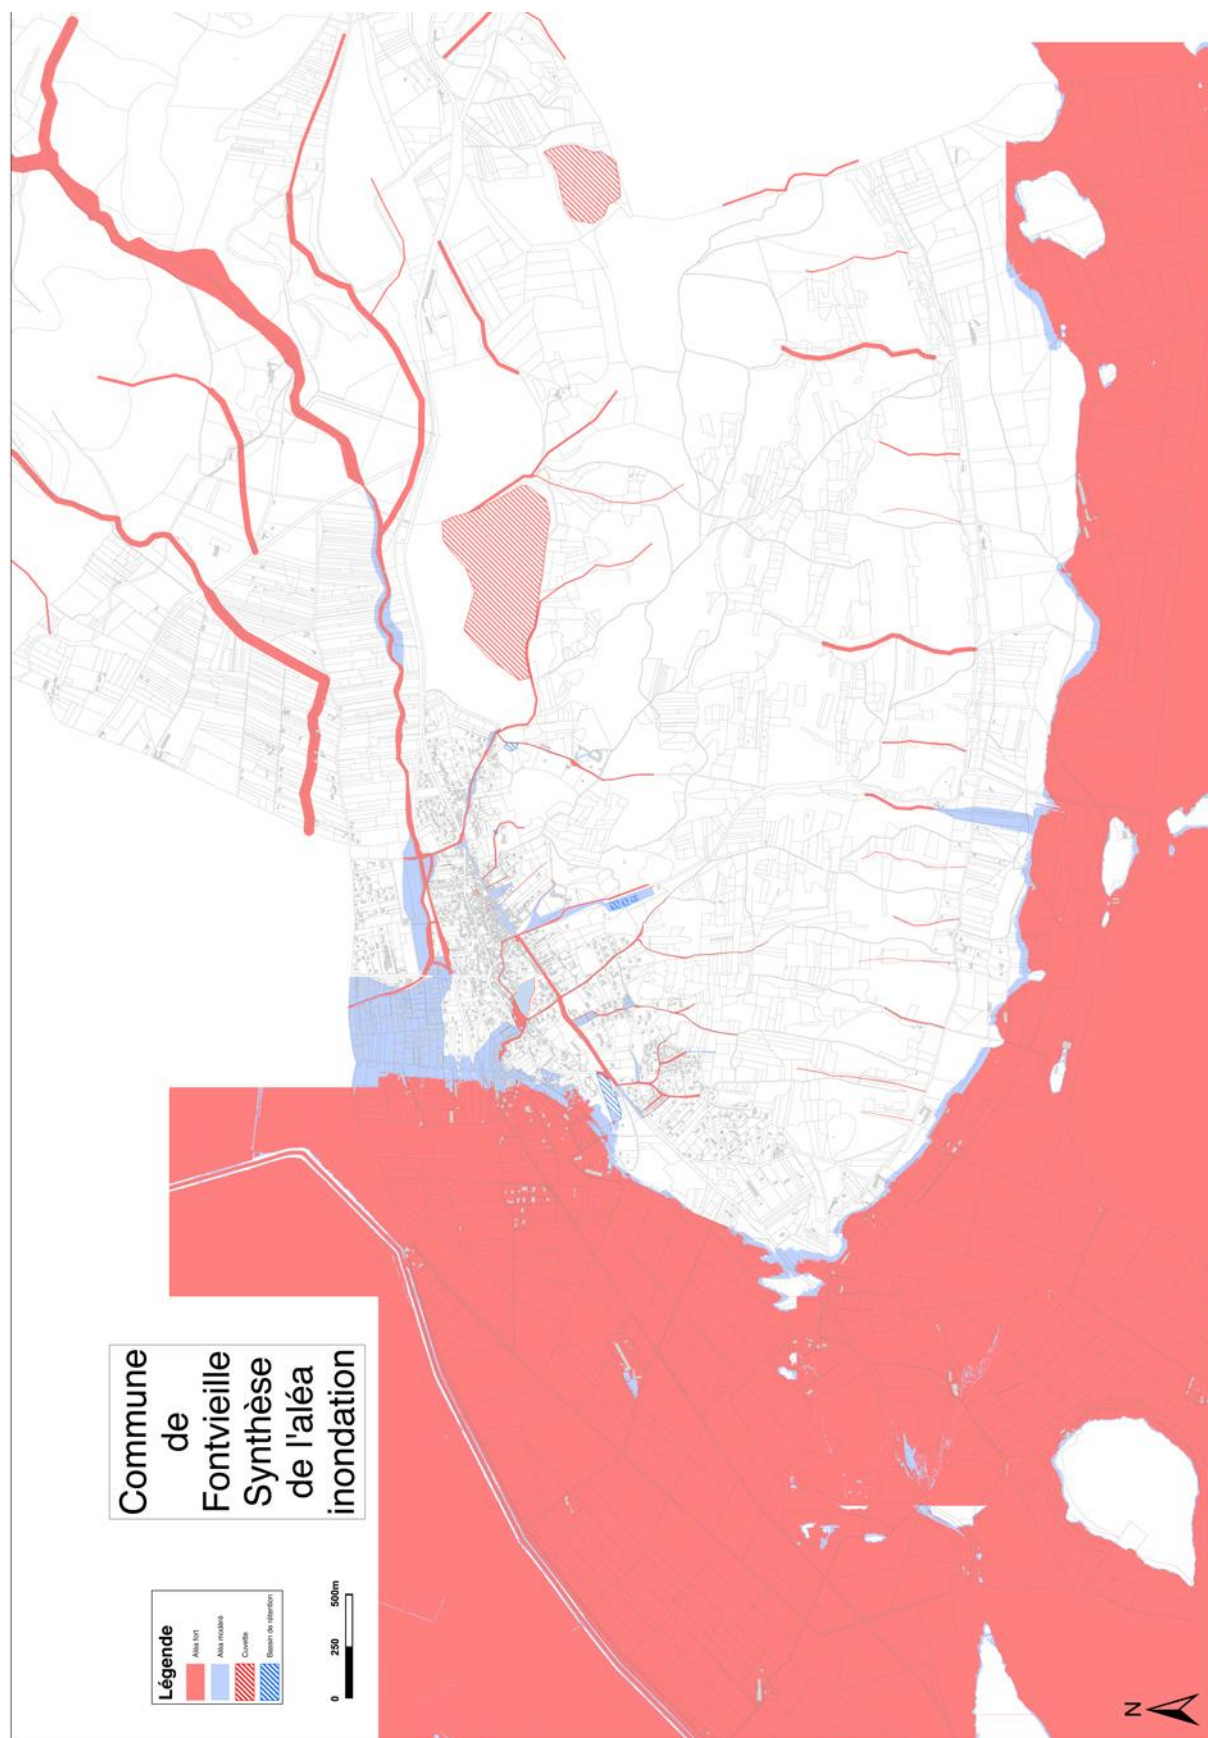 Commune
de
Fontvieille
Synthèse
de l'aléa
inondation
Légende
Aléa fort
Aléa modéré
Cuvette
Bassin de rétention
0 250 500m
N